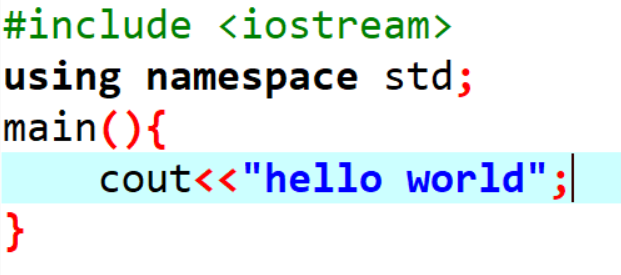 #include <iostream>
using namespace std;
main(){
    cout<<"hello world";
}